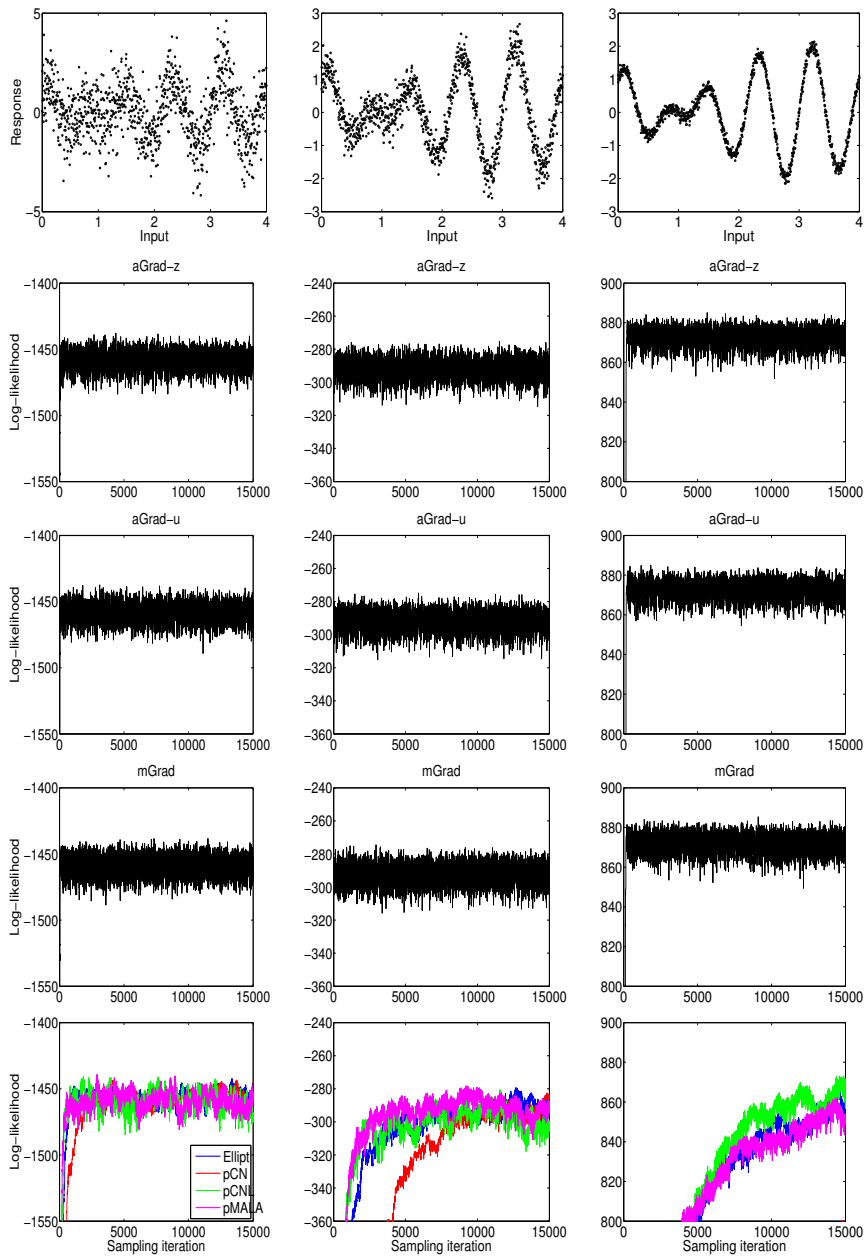 5
3
3
2
2
1
1
Response
0
0
0
−1
−1
−2
−2
−5
−3
−3
0 1 2 3 4
0 1 2 3 4
0 1 2 3 4
Input
Input
Input
aGrad−z
aGrad−z
aGrad−z
−1400
−240
900
−260
880
−1450
−280
860
Log−likelihood
−300
−1500
−320
840
−340
820
−1550
−360
800
0 5000 10000 15000
0 5000 10000 15000
0 5000 10000 15000
aGrad−u
aGrad−u
aGrad−u
−1400
−240
900
−260
880
−1450
−280
860
Log−likelihood
−300
−1500
−320
840
−340
820
−1550
−360
800
0 5000 10000 15000
0 5000 10000 15000
0 5000 10000 15000
mGrad
mGrad
mGrad
−1400
−240
900
−260
880
−1450
−280
860
Log−likelihood
−300
−1500
−320
840
−340
820
−1550
−360
800
0 5000 10000 15000
0 5000 10000 15000
0 5000 10000 15000
−1400
−240
900
−260
880
−1450
−280
860
Log−likelihood
−300
−1500
−320
840
−340
820
−1550
−360
800
Ellipt
pCN
pCNL
pMALA
0 5000 10000 15000
0 5000 10000 15000
0 5000 10000 15000
Sampling iteration
Sampling iteration
Sampling iteration